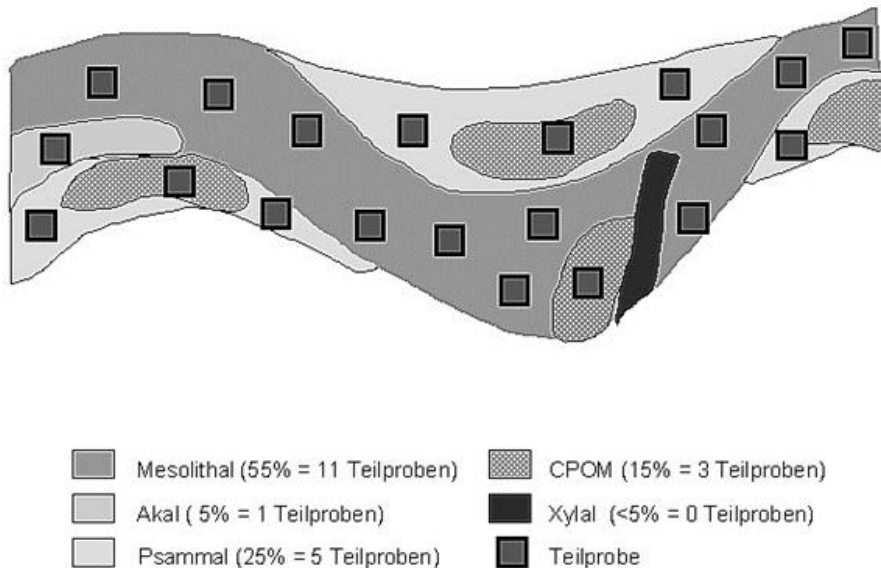 Mesolithal (55% = 11 Teilproben)
CPOM (15% = 3 Teilproben)
Akal ( 5% = 1 Teilproben)
Xylal (<5% = 0 Teilproben)
Psammal (25% = 5 Teilproben)
Teilprobe